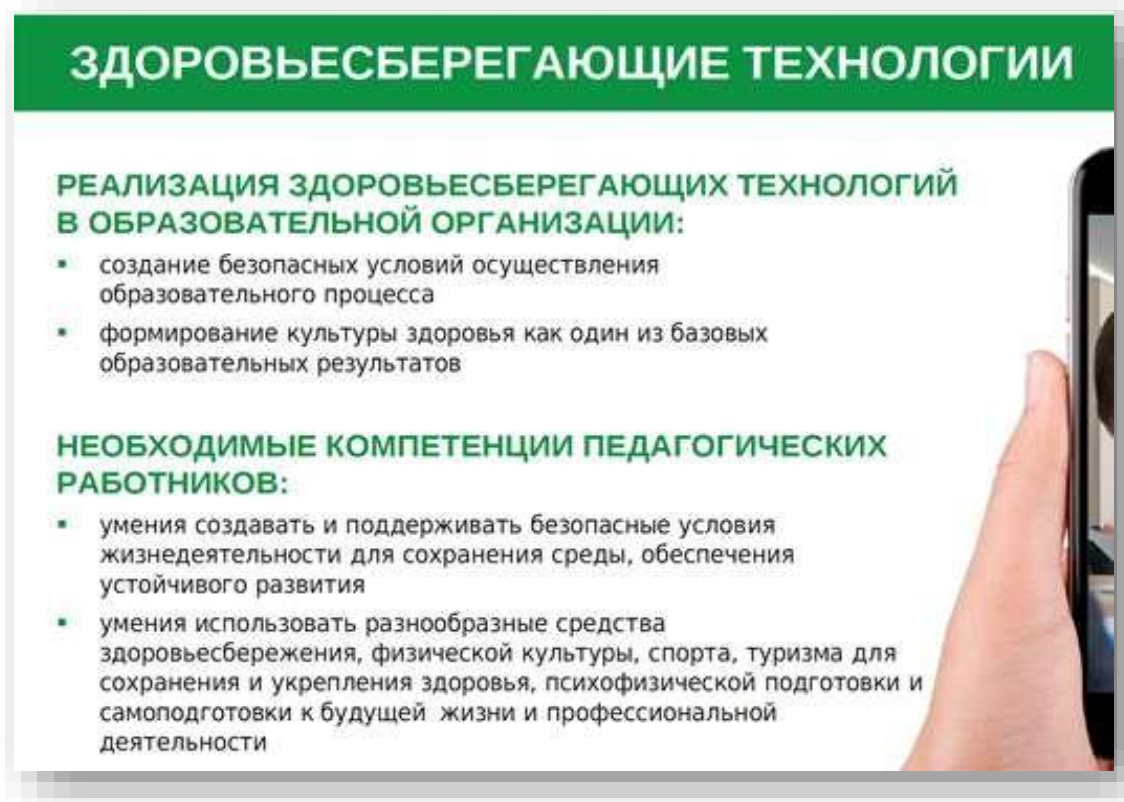 ЗДОРОВЬЕСБЕРЕГАЮЩИЕ ТЕХНОЛОГИИ
РЕАЛИЗАЦИЯ ЗДОРОВЬЕСБЕРЕГАЮЩИХ ТЕХНОЛОГИЙ
В ОБРАЗОВАТЕЛЬНОЙ ОРГАНИЗАЦИИ:
▪ создание безопасных условий осуществления
образовательного процесса
▪ формирование культуры здоровья как один из базовых
образовательных результатов
НЕОБХОДИМЫЕ КОМПЕТЕНЦИИ ПЕДАГОГИЧЕСКИХ
РАБОТНИКОВ:
▪ умения создавать и поддерживать безопасные условия
жизнедеятельности для сохранения среды, обеспечения
устойчивого развития
▪ умения использовать разнообразные средства
здоровьесбережения, физической культуры, спорта, туризма для
сохранения и укрепления здоровья, психофизической подготовки и
самоподготовки к будущей жизни и профессиональной
деятельности